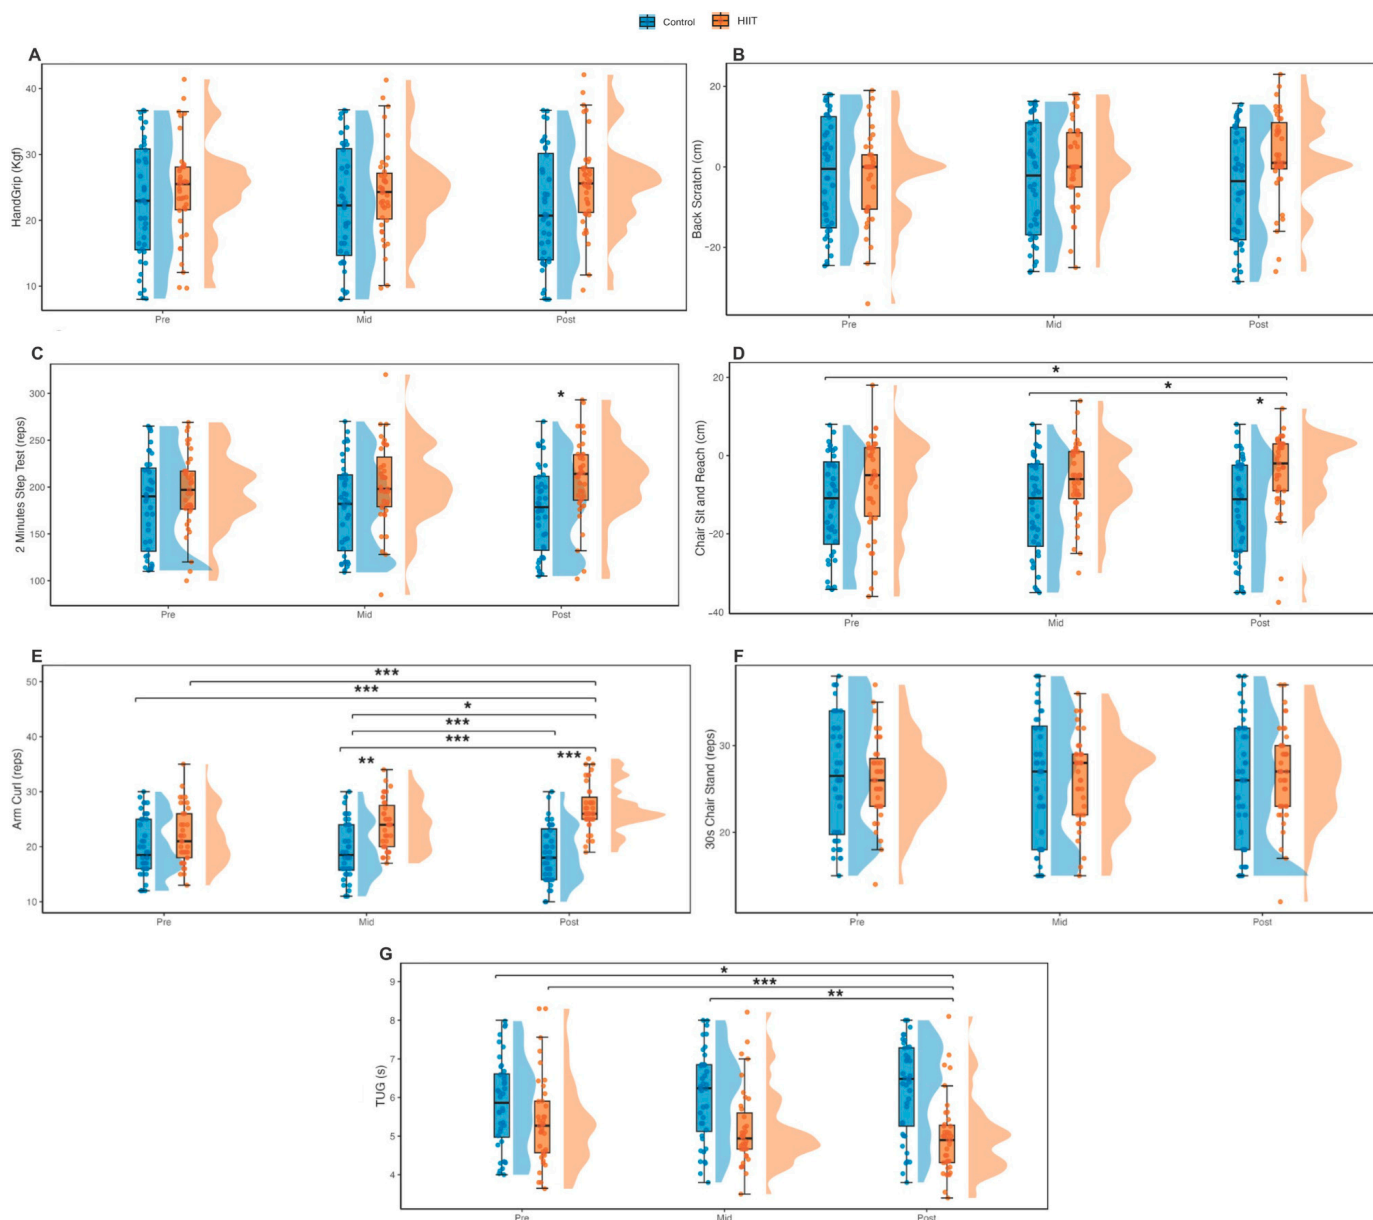 Control HIIT
A
HandGrip (Kgf)
40
30
20
10
Pre Mid Post
B
Back Scratch (cm)
20
0
−20
Pre Mid Post
C
2 Minutes Step Test (reps)
300
250
200
150
100
*
Pre Mid Post
D
Chair Sit and Reach (cm)
20
0
−20
−40
*
*
*
Pre Mid Post
E
Arm Curl (reps)
50
40
30
20
10
***
***
*
***
***
**
***
Pre Mid Post
F
30s Chair Stand (reps)
30
20
Pre Mid Post
G
TUG (s)
9
8
7
6
5
4
*
***
**
Pre Mid Post